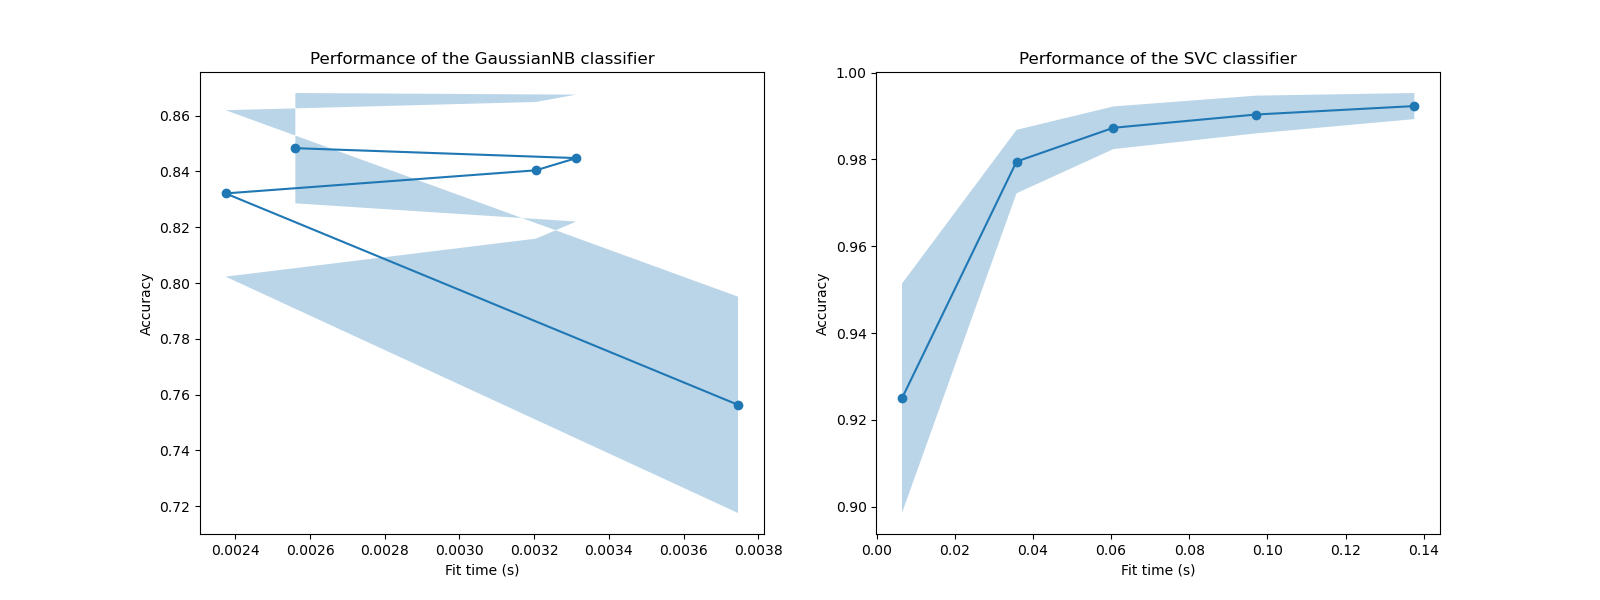 Performance of the GaussianNB classifier
0.86
0.84
0.82
0.80
0.78
0.76
0.74
0.72
Accuracy
0.0024 0.0026 0.0028 0.0030 0.0032 0.0034 0.0036 0.0038
Fit time (s)
Performance of the SVC classifier
1.00
0.98
0.96
0.94
0.92
0.90
Accuracy
0.00 0.02 0.04 0.06 0.08 0.10 0.12 0.14
Fit time (s)